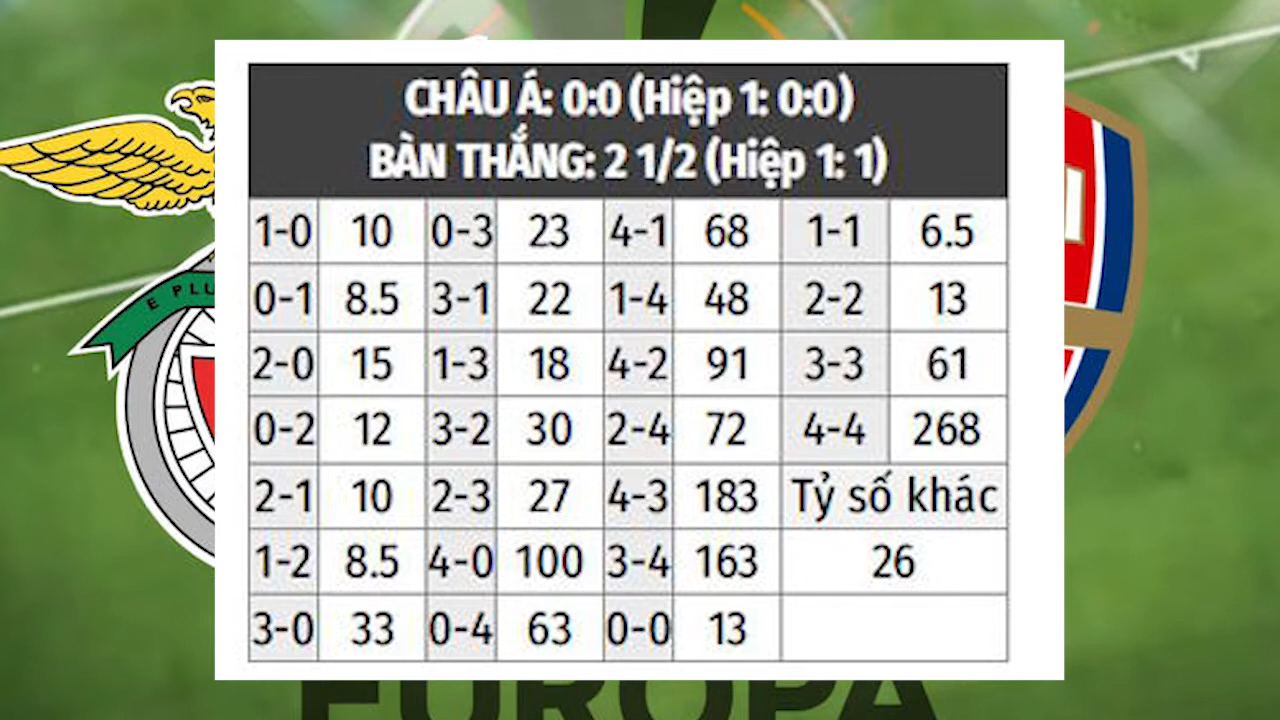 CHÂU Á: 0:0 (Hiệp 1: 0:0)
BÀN THẮNG: 2 1/2 (Hiệp 1: 1)
1-0 10 0-3 23 4-1 68 1-1 6.5
0-1 8.5 3-1 22 1-4 48 2-2 13
2-0 15 1-3 18 4-2 91 3-3 61
0-2 12 3-2 30 2-4 72 4-4 268
2-1 10 2-3 27 4-3 183 Tỷ số khác
1-2 8.5 4-0 100 3-4 163 26
3-0 33 0-4 63 0-0 13
E PLU
EUROPA